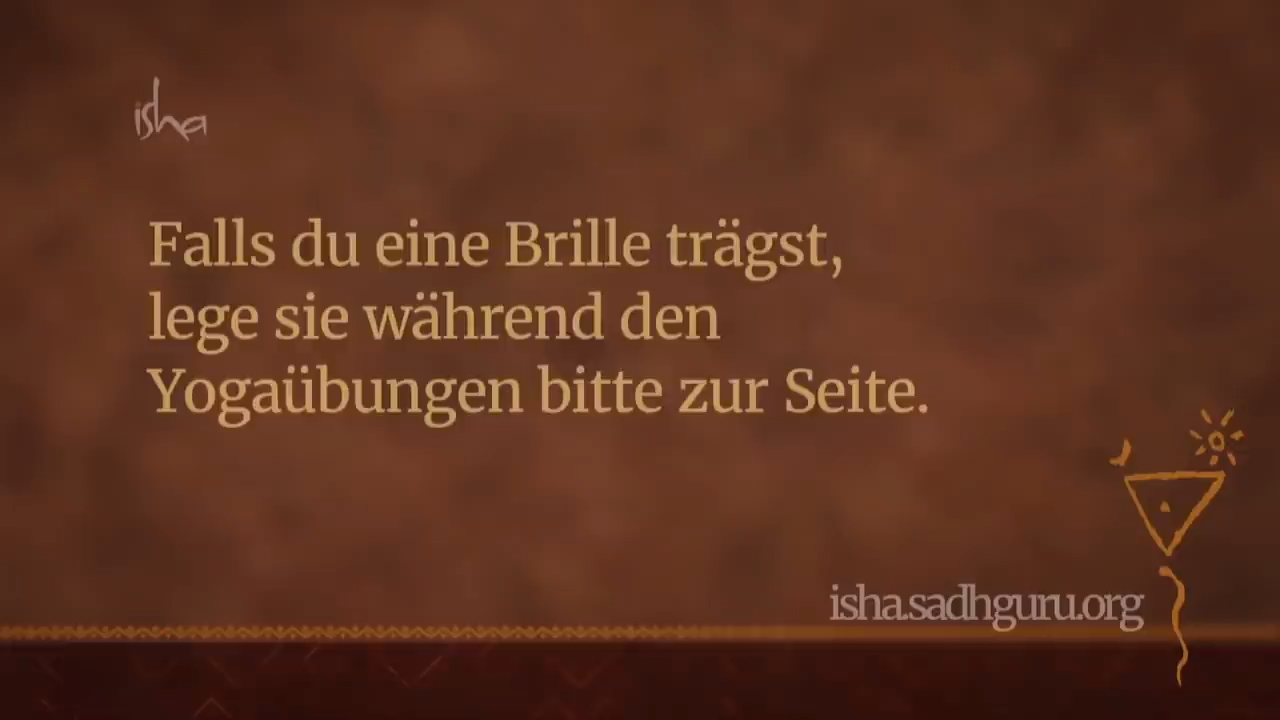 isha
Falls du eine Brille trägst,
lege sie während den
Yogaübungen bitte zur Seite.
isha.sadhguru.org